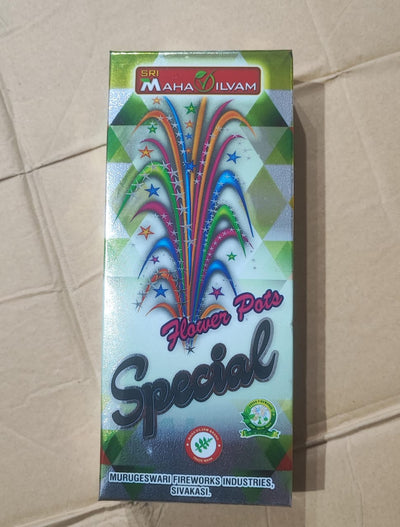 SRI
MAHA VILVAM
Flower Pots
Special
MURUGESWARI FIREWORKS INDUSTRIES,
SIVAKASI.